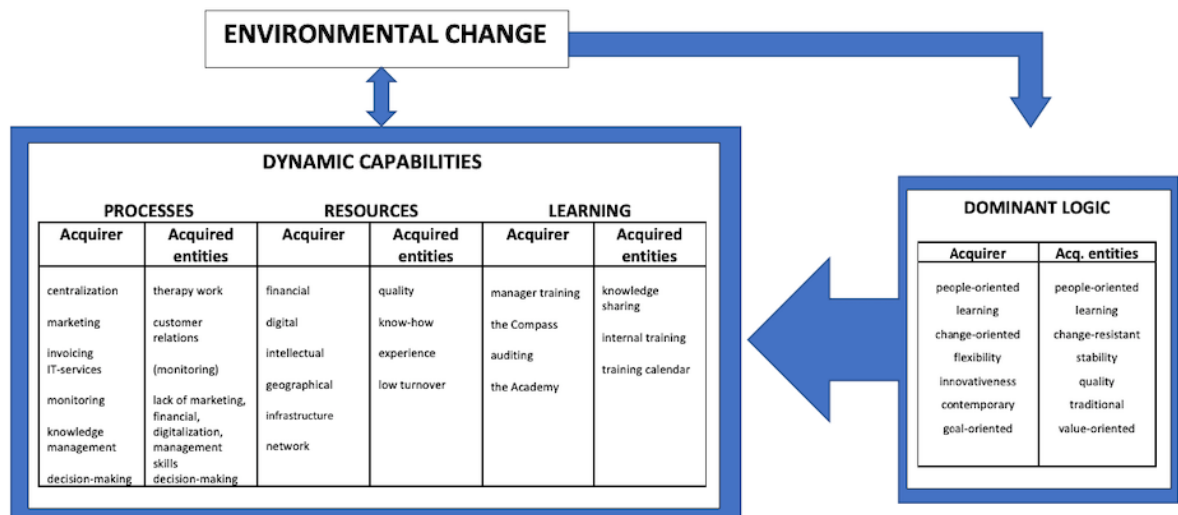 ENVIRONMENTAL CHANGE
DYNAMIC CAPABILITIES
PROCESSES
Acquirer
centralization
marketing
invoicing
IT-services
monitoring
knowledge
management
decision-making
Acquired
entities
therapy work
customer
relations
(monitoring)
lack of marketing,
financial,
digitalization,
management
skills
decision-making
RESOURCES
Acquirer
financial
digital
intellectual
geographical
infrastructure
network
Acquired
entities
quality
know-how
experience
low turnover
LEARNING
Acquirer
manager training
the Compass
auditing
the Academy
Acquired
entities
knowledge
sharing
internal training
training calendar
DOMINANT LOGIC
Acquirer
people-oriented
learning
change-oriented
flexibility
innovativeness
contemporary
goal-oriented
Acq. entities
people-oriented
learning
change-resistant
stability
quality
traditional
value-oriented